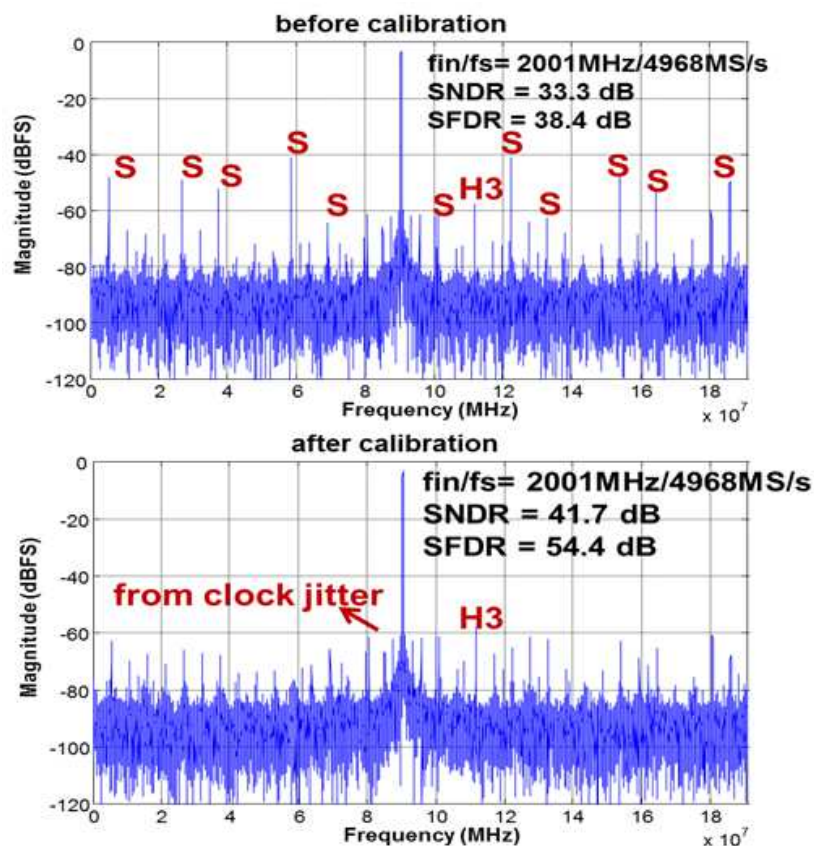 before calibration
0
-20
-40
-60
-80
-100
-120
Magnitude (dBFS)
fin/fs= 2001MHz/4968MS/s
SNDR = 33.3 dB
SFDR = 38.4 dB
S
S
S
S
S
S
H3
S
S
S
S
S
0 2 4 6 8 10 12 14 16 18
Frequency (MHz)
x 10^7
after calibration
0
-20
-40
-60
-80
-100
-120
Magnitude (dBFS)
fin/fs= 2001MHz/4968MS/s
SNDR = 41.7 dB
SFDR = 54.4 dB
from clock jitter
H3
0 2 4 6 8 10 12 14 16 18
Frequency (MHz)
x 10^7